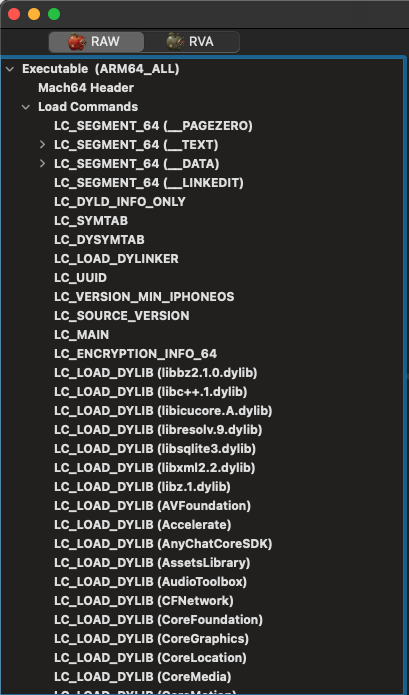 RAW RVA
Executable (ARM64_ALL)
Mach64 Header
Load Commands
LC_SEGMENT_64 (__PAGEZERO)
LC_SEGMENT_64 (__TEXT)
LC_SEGMENT_64 (__DATA)
LC_SEGMENT_64 (__LINKEDIT)
LC_DYLD_INFO_ONLY
LC_SYMTAB
LC_DYSYMTAB
LC_LOAD_DYLINKER
LC_UUID
LC_VERSION_MIN_IPHONEOS
LC_SOURCE_VERSION
LC_MAIN
LC_ENCRYPTION_INFO_64
LC_LOAD_DYLIB (libbz2.1.0.dylib)
LC_LOAD_DYLIB (libc++.1.dylib)
LC_LOAD_DYLIB (libicucore.A.dylib)
LC_LOAD_DYLIB (libresolv.9.dylib)
LC_LOAD_DYLIB (libsqlite3.dylib)
LC_LOAD_DYLIB (libxml2.2.dylib)
LC_LOAD_DYLIB (libz.1.dylib)
LC_LOAD_DYLIB (AVFoundation)
LC_LOAD_DYLIB (Accelerate)
LC_LOAD_DYLIB (AnyChatCoreSDK)
LC_LOAD_DYLIB (AssetsLibrary)
LC_LOAD_DYLIB (AudioToolbox)
LC_LOAD_DYLIB (CFNetwork)
LC_LOAD_DYLIB (CoreFoundation)
LC_LOAD_DYLIB (CoreGraphics)
LC_LOAD_DYLIB (CoreLocation)
LC_LOAD_DYLIB (CoreMedia)
LC_LOAD_DYLIB (CoreMotion)